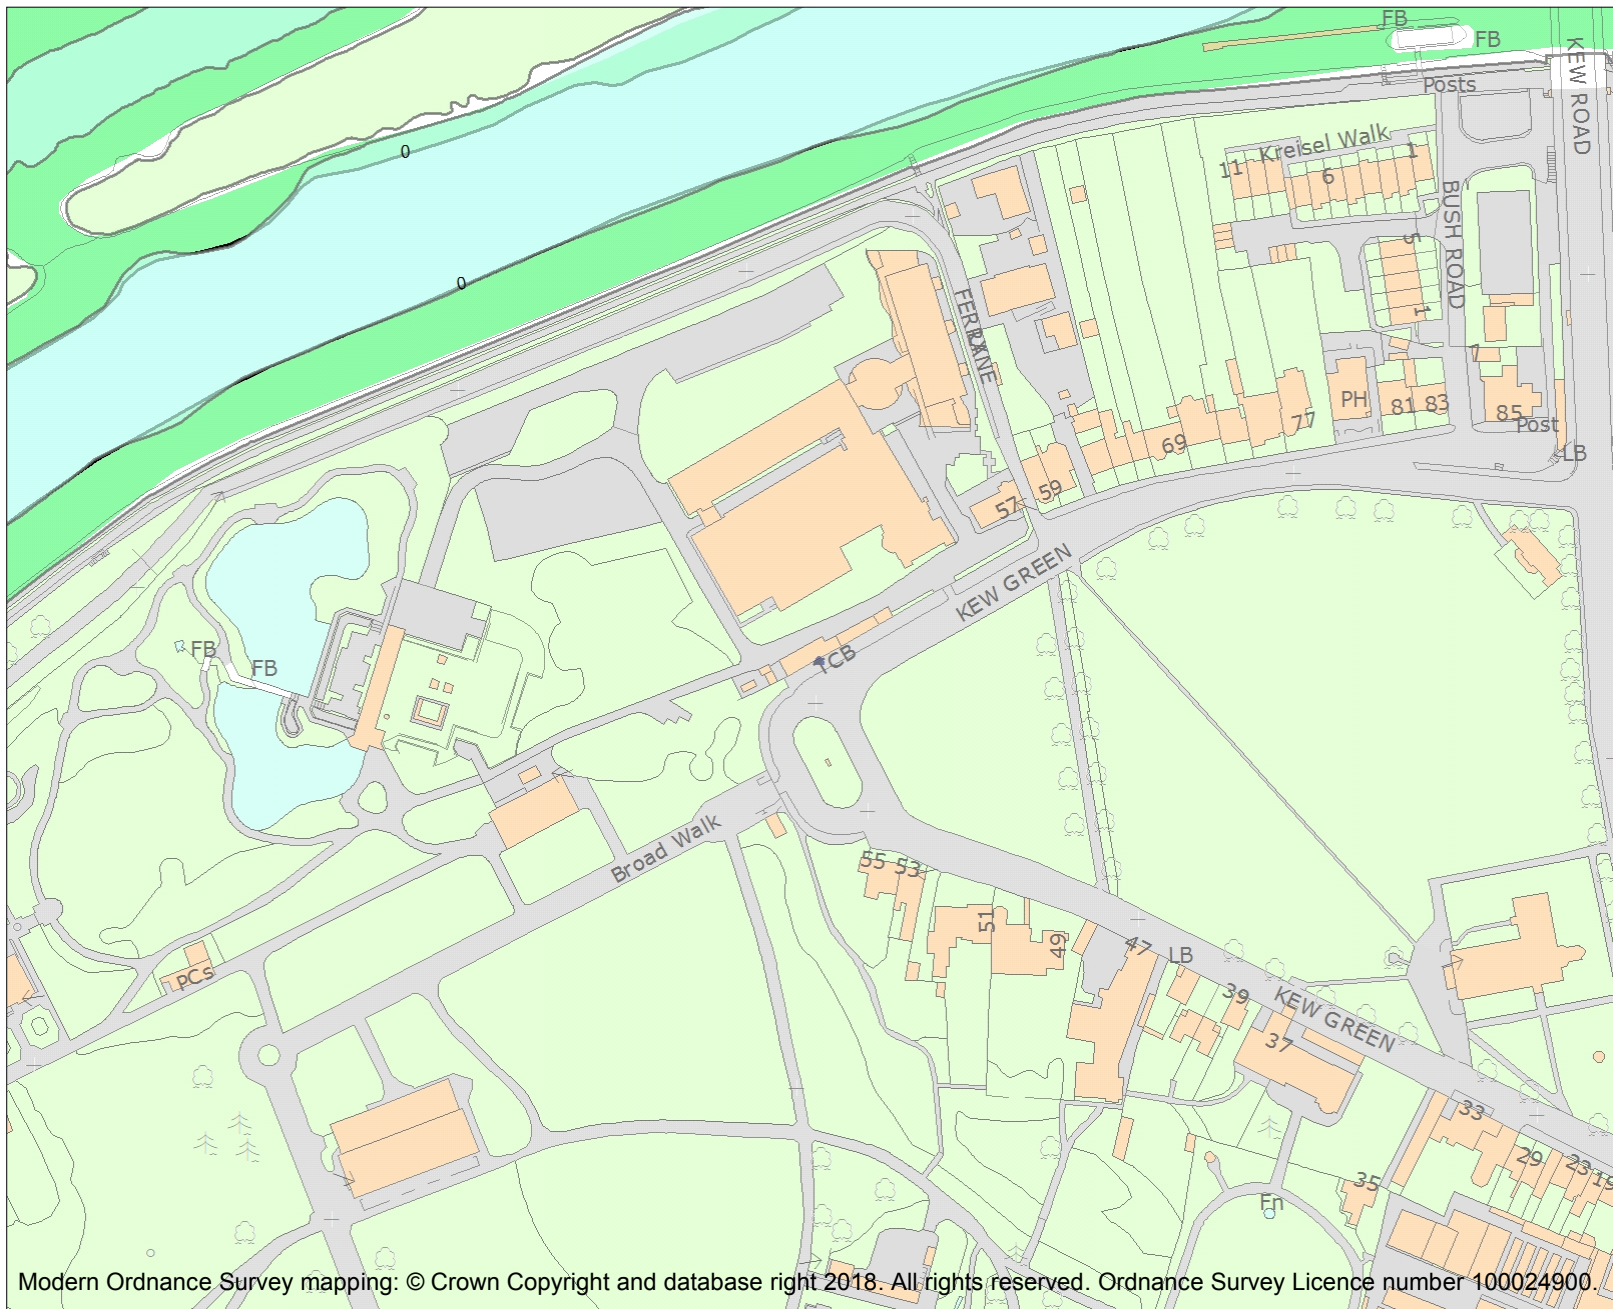 FB
FB
KEW ROAD
Posts
0
Kreisel Walk
1
11
6
BUSH ROAD
5
0
FERRY
LANE
1
7
PH
81
83
85
77
Post
69
LB
59
57
KEW GREEN
FB
FB
TCB
Broad Walk
55
53
51
49
47
LB
PCs
39
KEW GREEN
37
33
29
23
19
35
Fn
Modern Ordnance Survey mapping: © Crown Copyright and database right 2018. All rights reserved. Ordnance Survey Licence number 100024900.